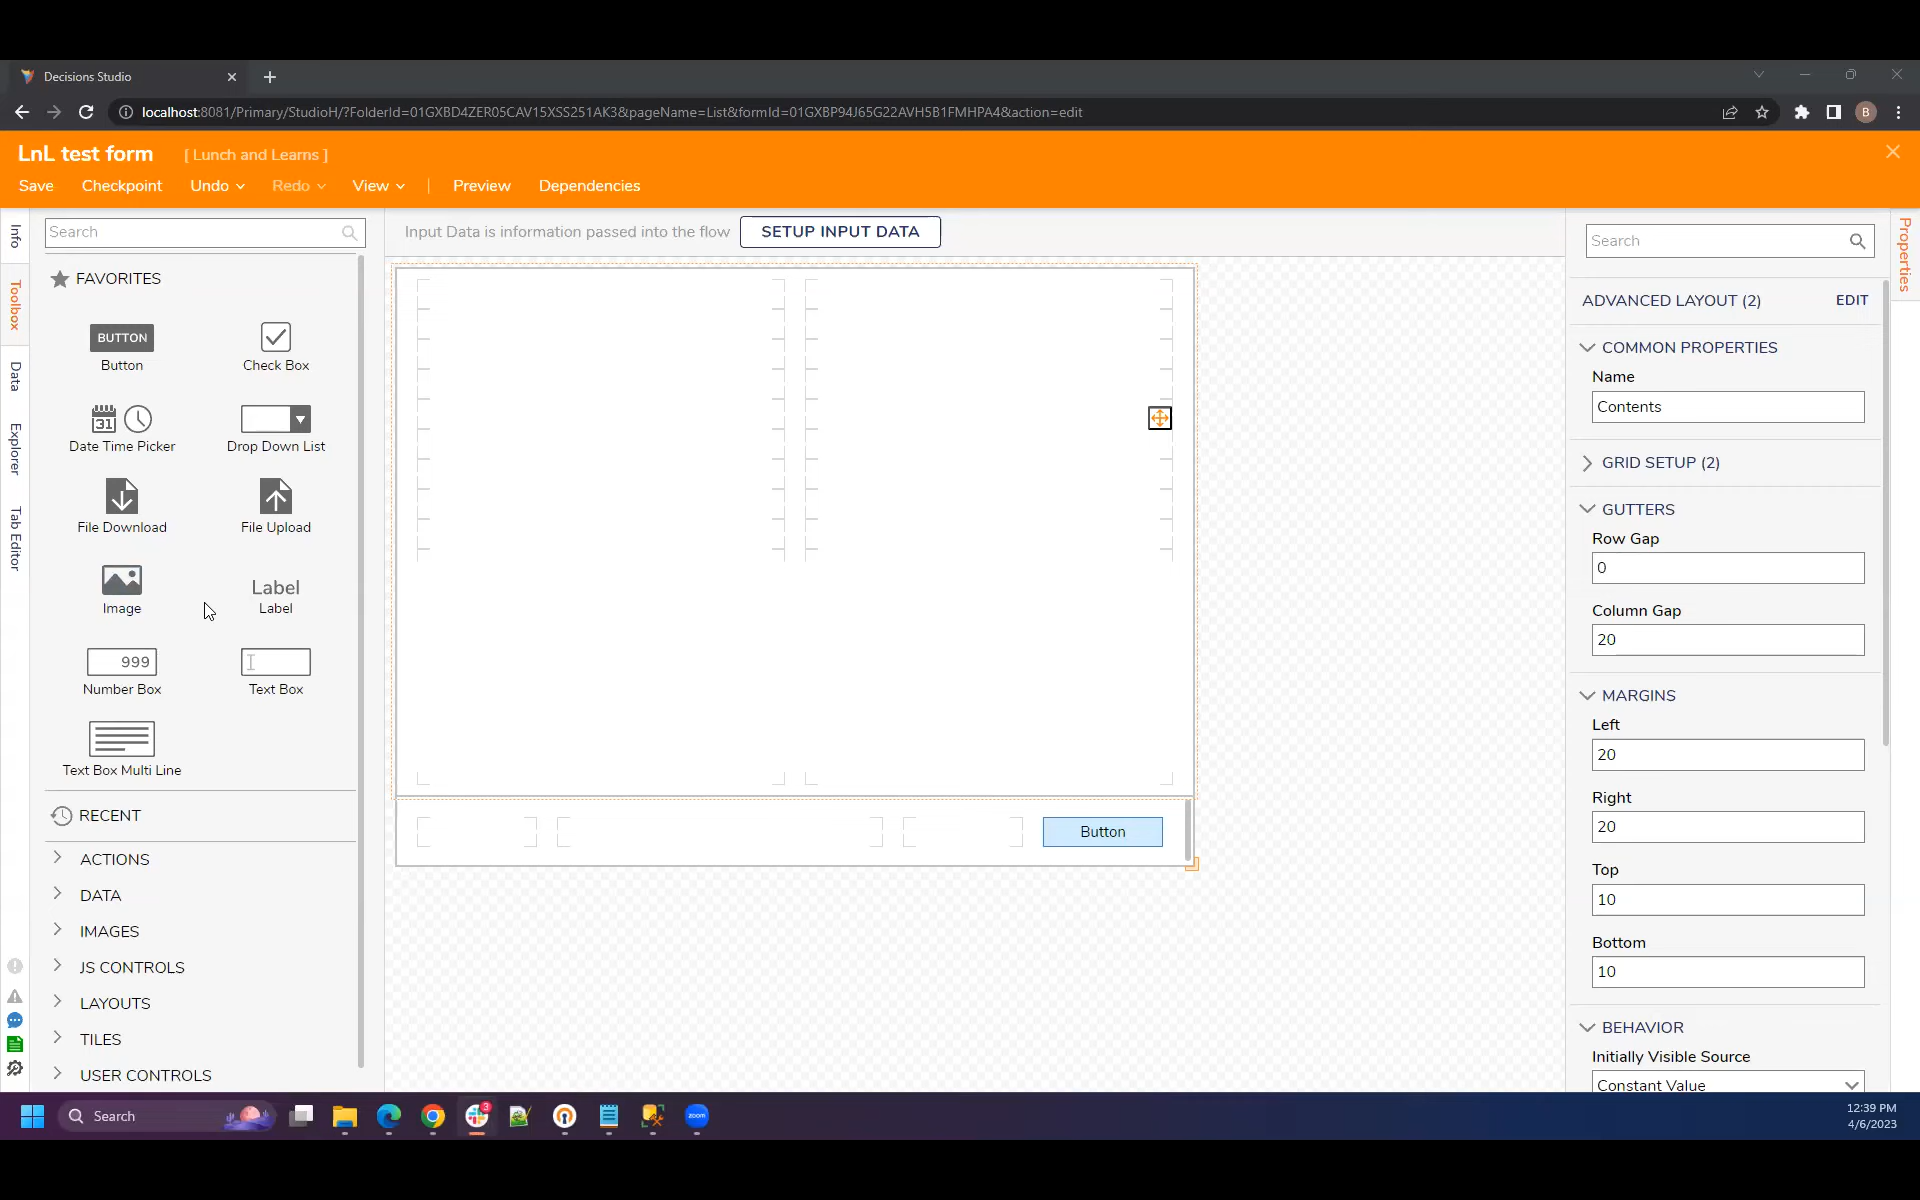 Decisions Studio
localhost:8081/Primary/StudioH/?FolderId=01GXBD4ZER05CAV15XSS251AK3&pageName=List&formId=01GXBP94J65G22AVH5B1FMHPA4&action=edit
B
LnL test form [ Lunch and Learns ]
Save Checkpoint Undo Redo View | Preview Dependencies
Info
Toolbox
Data
Explorer
Tab Editor
Search
FAVORITES
BUTTON
Button Check Box
31
Date Time Picker Drop Down List
File Download File Upload
Label
Image Label
999
Number Box Text Box
Text Box Multi Line
RECENT
ACTIONS
DATA
IMAGES
JS CONTROLS
LAYOUTS
TILES
USER CONTROLS
Input Data is information passed into the flow SETUP INPUT DATA
Button
Properties
Search
ADVANCED LAYOUT (2) EDIT
COMMON PROPERTIES
Name
Contents
GRID SETUP (2)
GUTTERS
Row Gap
0
Column Gap
20
MARGINS
Left
20
Right
20
Top
10
Bottom
10
BEHAVIOR
Initially Visible Source
Constant Value
Search
3
zoom
12:39 PM
4/6/2023